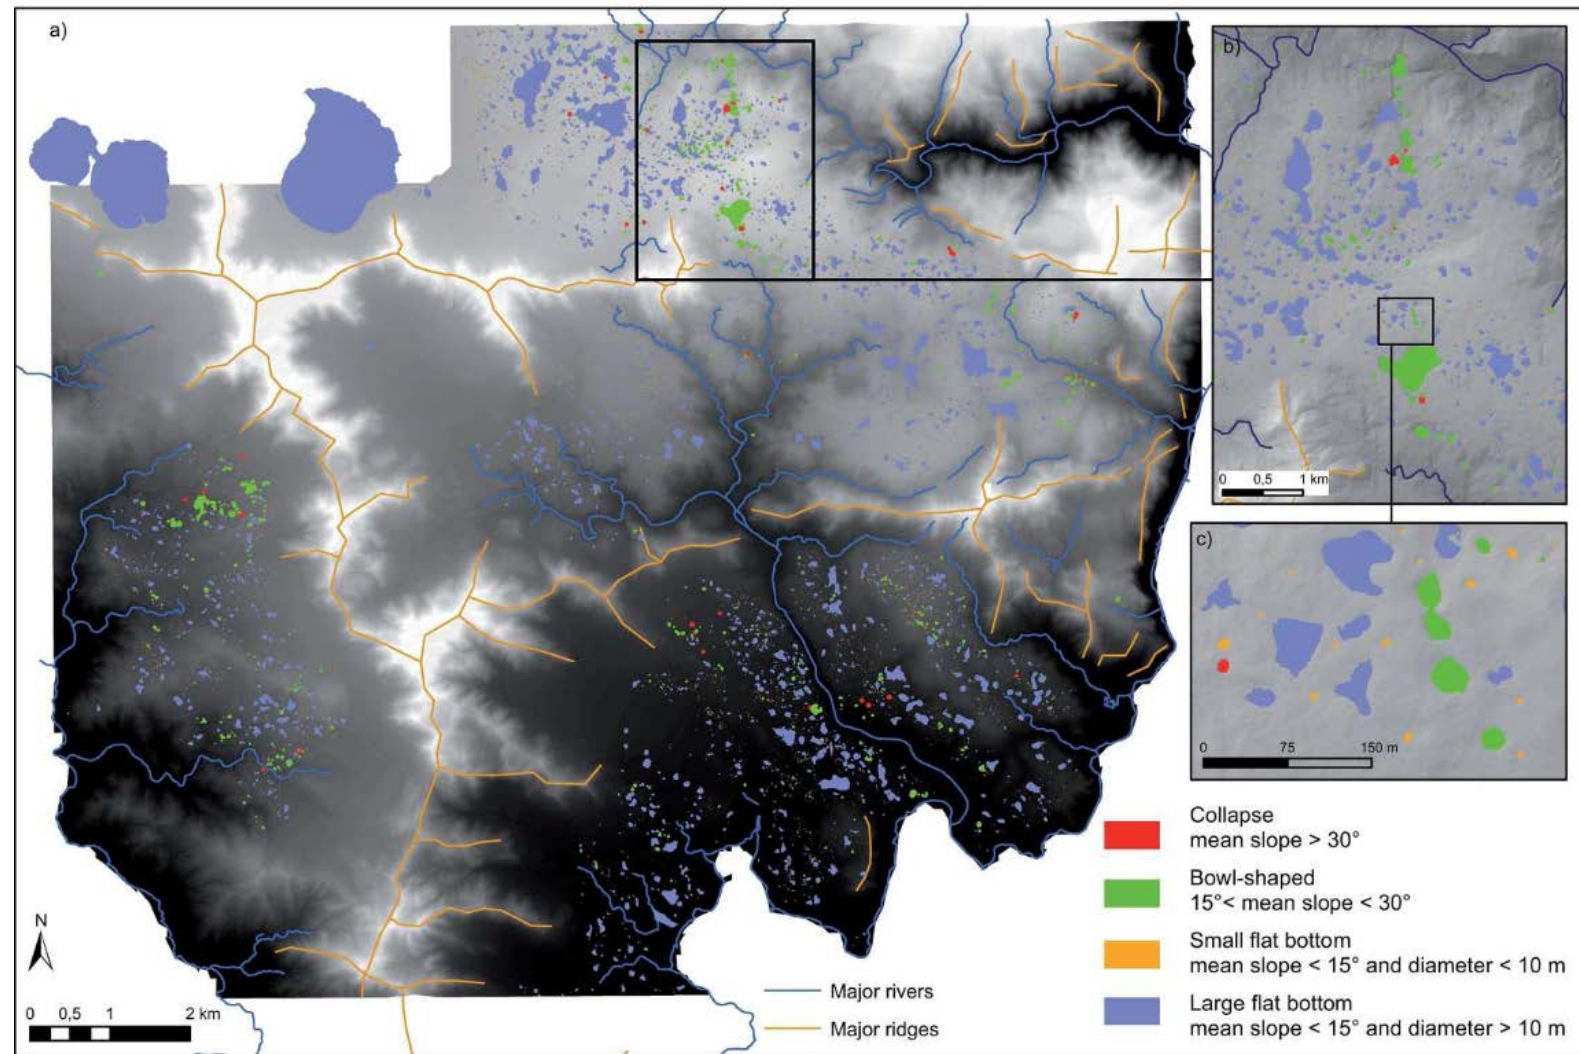 a)
b)
0 0,5 1 km
c)
0 75 150 m
Collapse
mean slope > 30°
Bowl-shaped
15°< mean slope < 30°
Small flat bottom
mean slope < 15° and diameter < 10 m
Large flat bottom
mean slope < 15° and diameter > 10 m
Major rivers
Major ridges
N
0 0,5 1 2 km